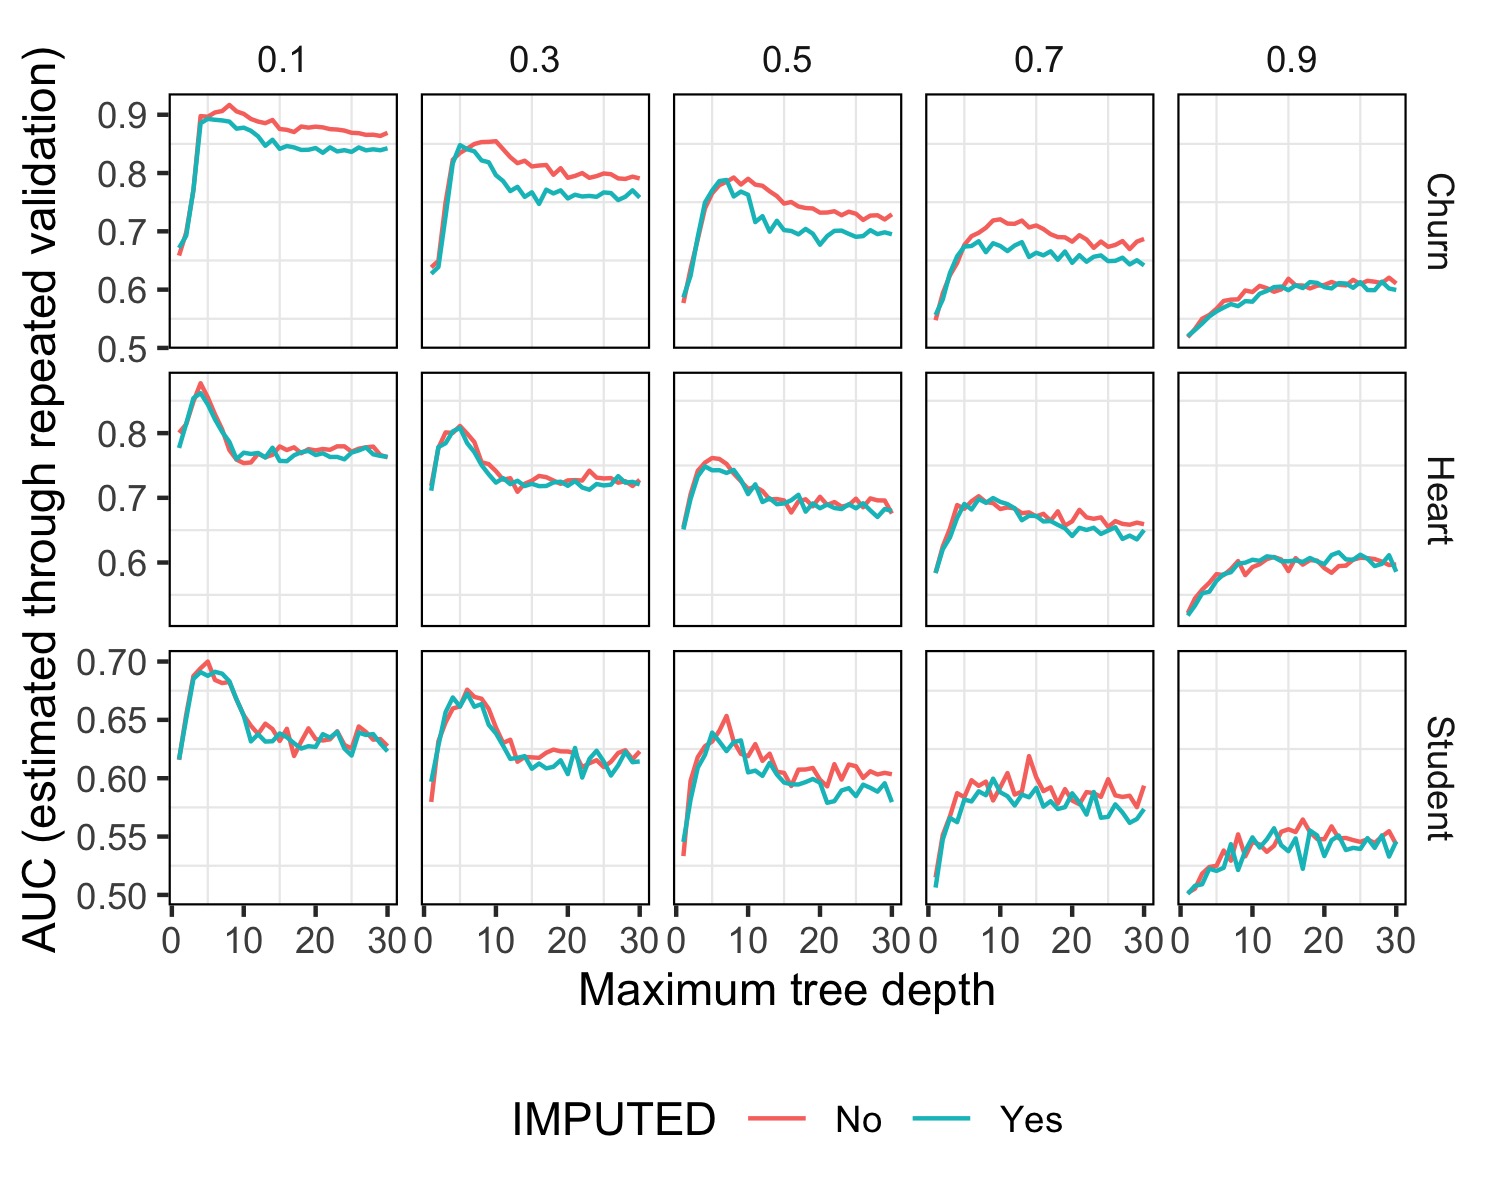 0.1 0.3 0.5 0.7 0.9
AUC (estimated through repeated validation)
0.9
0.8
0.7
0.6
0.5
Churn
0.8
0.7
0.6
Heart
0.70
0.65
0.60
0.55
0.50
Student
0 10 20 30 0 10 20 30 0 10 20 30 0 10 20 30 0 10 20 30
Maximum tree depth
IMPUTED No Yes